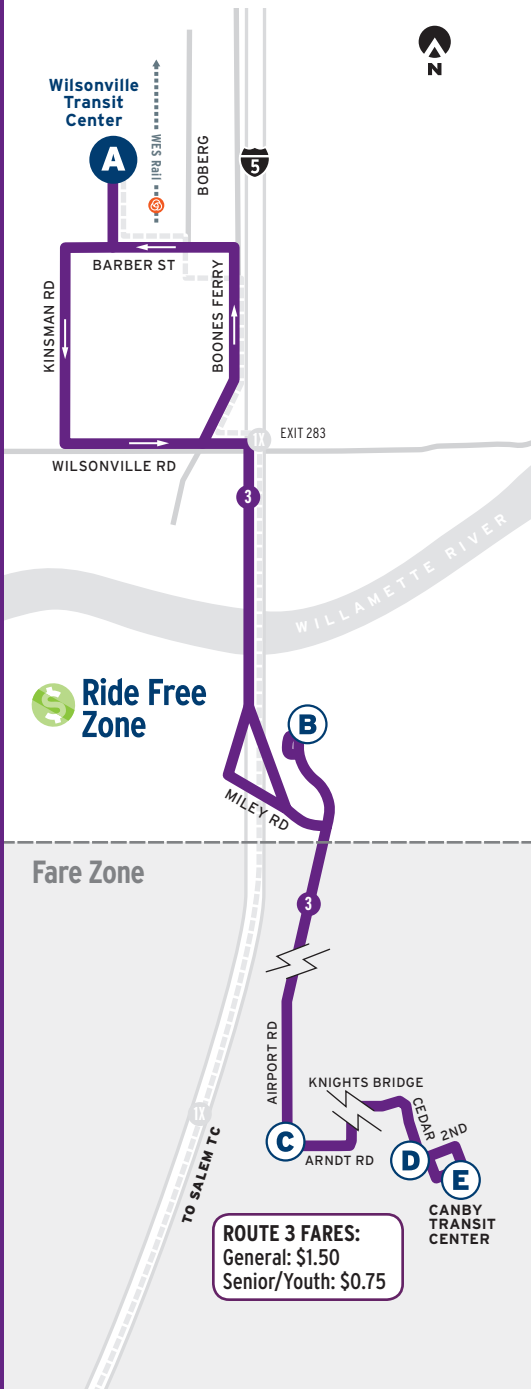 N
Wilsonville
Transit
Center
A
WES Rail
BOBERG
5
BARBER ST
KINSMAN RD
BOONES FERRY
1X
EXIT 283
WILSONVILLE RD
3
WILLAMETTE RIVER
$
Ride Free
Zone
B
MILEY RD
Fare Zone
3
AIRPORT RD
KNIGHTS BRIDGE
CEDAR
2ND
1X
C
ARNDT RD
D
E
TO SALEM TC
CANBY
TRANSIT
CENTER
ROUTE 3 FARES:
General: $1.50
Senior/Youth: $0.75